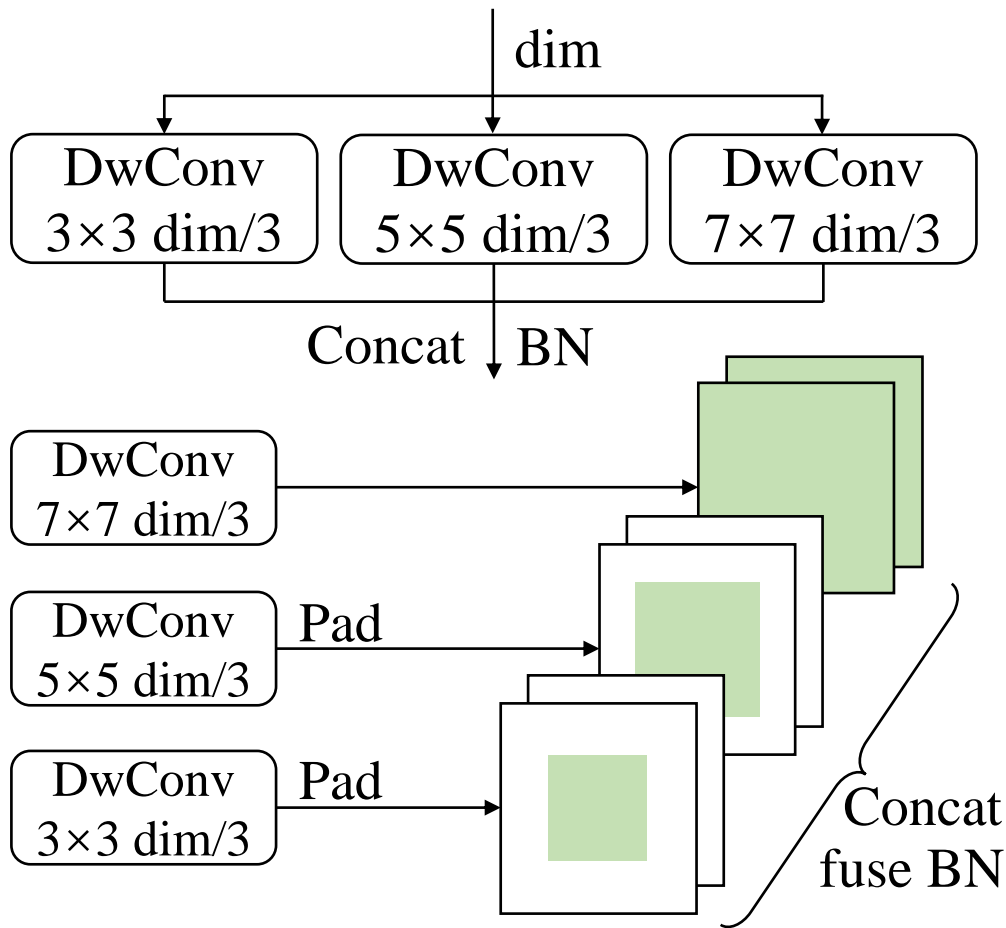 dim
DwConv
3×3 dim/3
DwConv
5×5 dim/3
DwConv
7×7 dim/3
Concat BN
DwConv
7×7 dim/3
DwConv
5×5 dim/3
Pad
DwConv
3×3 dim/3
Pad
Concat
fuse BN